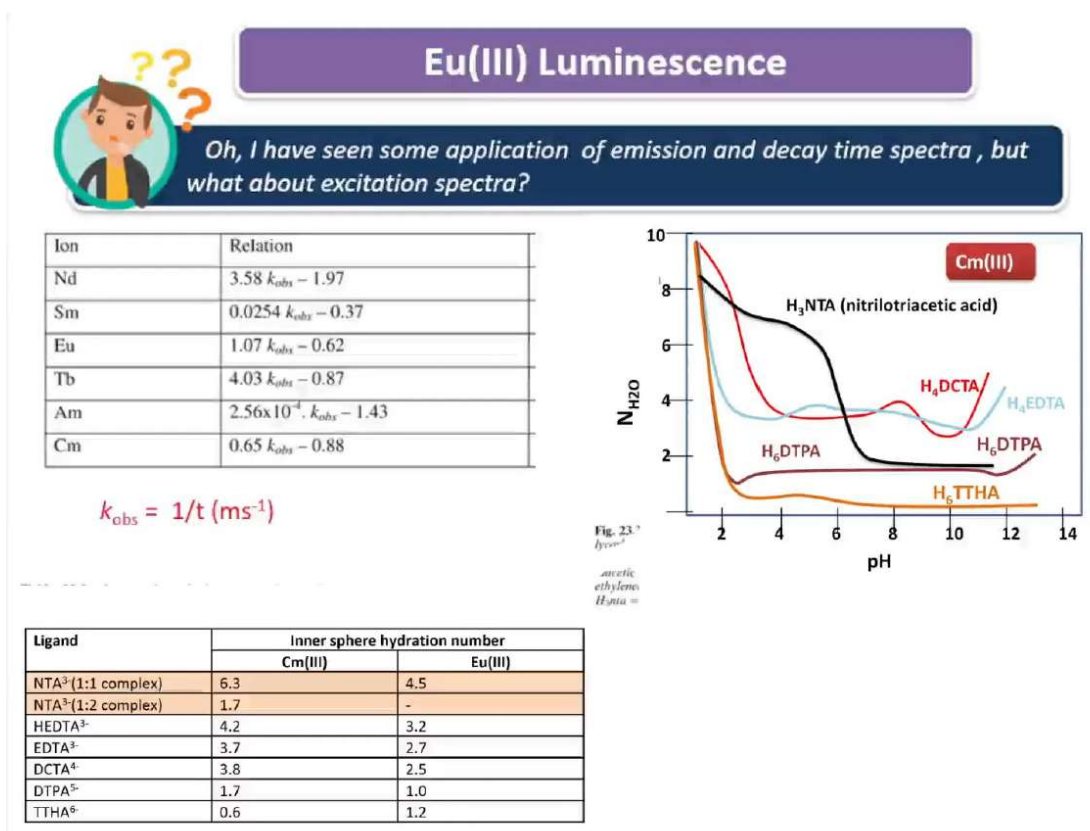 ??
?
Eu(III) Luminescence
Oh, I have seen some application of emission and decay time spectra , but
what about excitation spectra?
Ion Relation
Nd 3.58 kobs – 1.97
Sm 0.0254 kobs – 0.37
Eu 1.07 kobs – 0.62
Tb 4.03 kobs – 0.87
Am 2.56x10⁻⁴. kobs – 1.43
Cm 0.65 kobs – 0.88
kobs = 1/t (ms⁻¹)
10
8
6
4
2
NH2O
Cm(III)
H₃NTA (nitrilotriacetic acid)
H₄DCTA
H₄EDTA
H₆DTPA
H₆DTPA
H₆TTHA
2 4 6 8 10 12 14
pH
Fig. 23.
acetic
ethylene
H₃nta =
Ligand Inner sphere hydration number
Cm(III) Eu(III)
NTA³⁻(1:1 complex) 6.3 4.5
NTA³⁻(1:2 complex) 1.7 -
HEDTA³⁻ 4.2 3.2
EDTA³⁻ 3.7 2.7
DCTA⁴⁻ 3.8 2.5
DTPA⁵⁻ 1.7 1.0
TTHA⁶⁻ 0.6 1.2